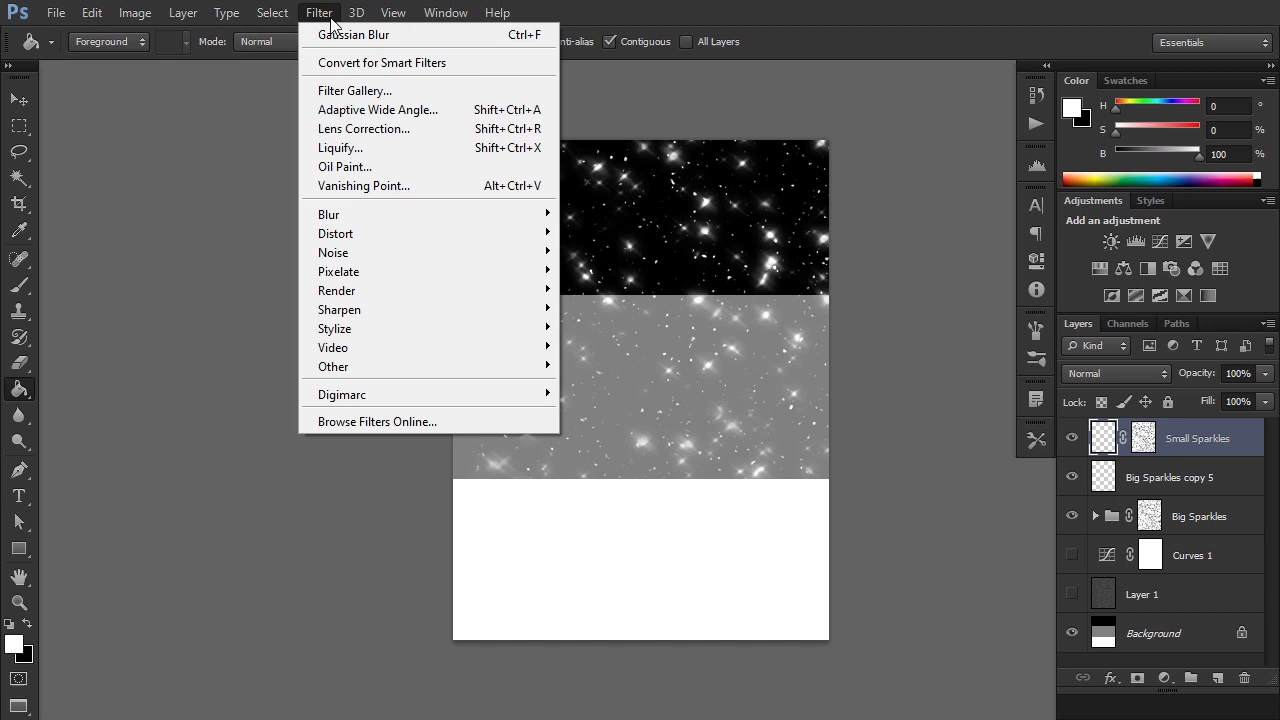 Ps File Edit Image Layer Type Select Filter 3D View Window Help
Foreground Mode: Normal nti-alias Contiguous All Layers Essentials
Gaussian Blur Ctrl+F
Convert for Smart Filters
Filter Gallery...
Adaptive Wide Angle... Shift+Ctrl+A
Lens Correction... Shift+Ctrl+R
Liquify... Shift+Ctrl+X
Oil Paint...
Vanishing Point... Alt+Ctrl+V
Blur
Distort
Noise
Pixelate
Render
Sharpen
Stylize
Video
Other
Digimarc
Browse Filters Online...
Color Swatches
H 0 °
S 0 %
B 100 %
Adjustments Styles
Add an adjustment
Layers Channels Paths
Kind
Normal Opacity: 100%
Lock: Fill: 100%
Small Sparkles
Big Sparkles copy 5
Big Sparkles
Curves 1
Layer 1
Background